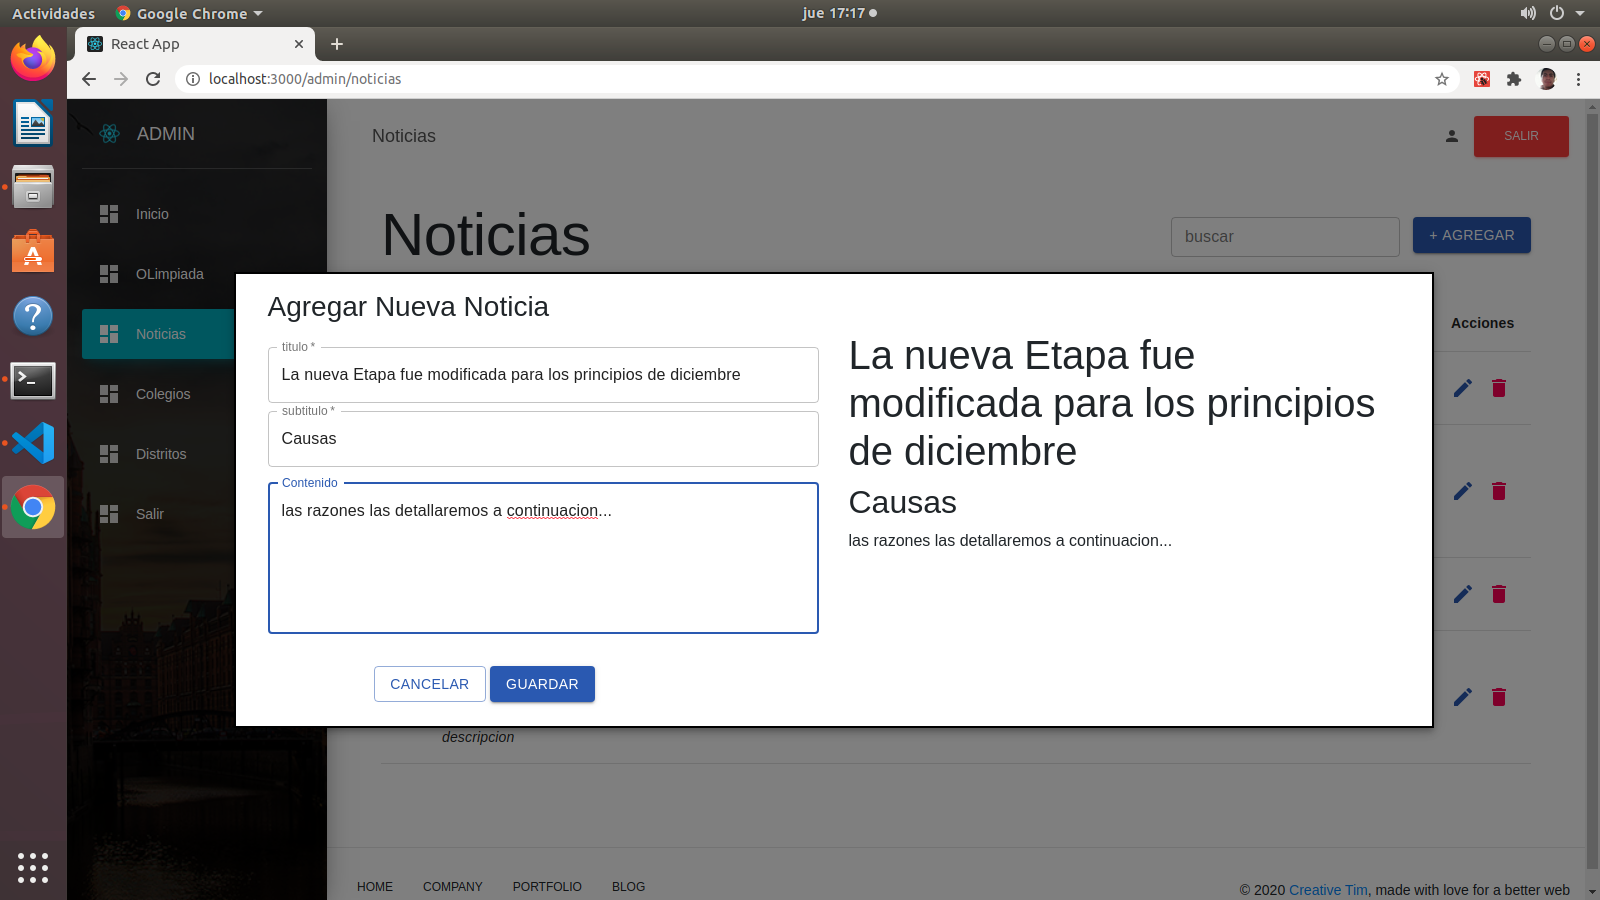 Actividades
Google Chrome
jue 17:17
React App
localhost:3000/admin/noticias
ADMIN
Noticias
SALIR
Inicio
OLimpiada
Noticias
Colegios
Distritos
Salir
Noticias
buscar
+ AGREGAR
Acciones
Agregar Nueva Noticia
titulo *
La nueva Etapa fue modificada para los principios de diciembre
subtitulo *
Causas
Contenido
las razones las detallaremos a continuacion...
CANCELAR
GUARDAR
La nueva Etapa fue
modificada para los principios
de diciembre
Causas
las razones las detallaremos a continuacion...
descripcion
HOME
COMPANY
PORTFOLIO
BLOG
© 2020 Creative Tim, made with love for a better web